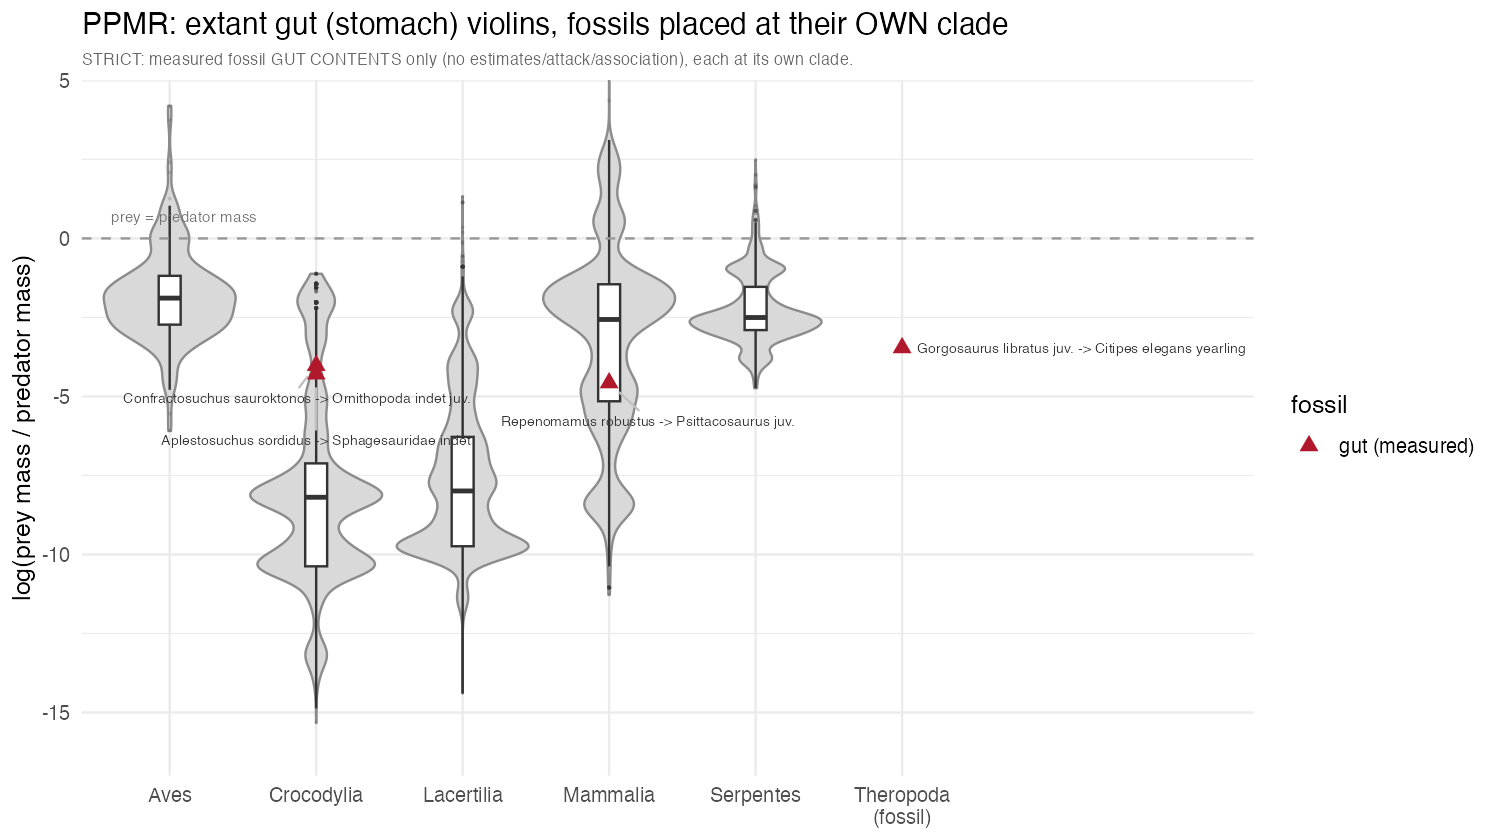 PPMR: extant gut (stomach) violins, fossils placed at their OWN clade
STRICT: measured fossil GUT CONTENTS only (no estimates/attack/association), each at its own clade.
log(prey mass / predator mass)
5
0
-5
-10
-15
prey = predator mass
Gorgosaurus libratus juv. -> Citipes elegans yearling
Confractosuchus sauroktonos -> Ornithopoda indet juv.
Repenomamus robustus -> Psittacosaurus juv.
Aplestosuchus sordidus -> Sphagesauridae indet
fossil
gut (measured)
Aves
Crocodylia
Lacertilia
Mammalia
Serpentes
Theropoda
(fossil)